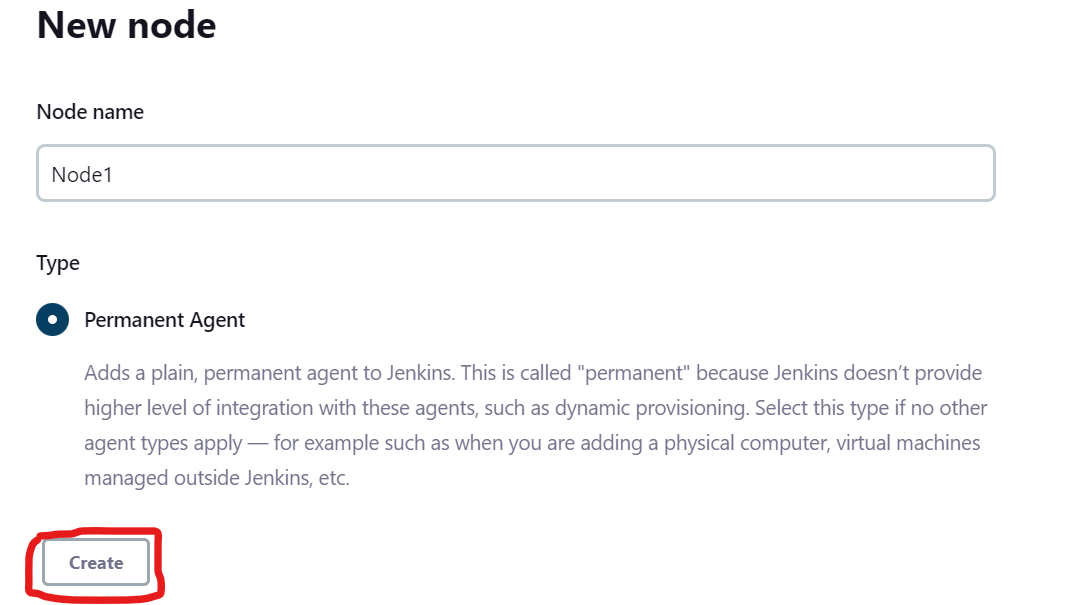 New node
Node name
Node1
Type
Permanent Agent
Adds a plain, permanent agent to Jenkins. This is called "permanent" because Jenkins doesn’t provide
higher level of integration with these agents, such as dynamic provisioning. Select this type if no other
agent types apply — for example such as when you are adding a physical computer, virtual machines
managed outside Jenkins, etc.
Create